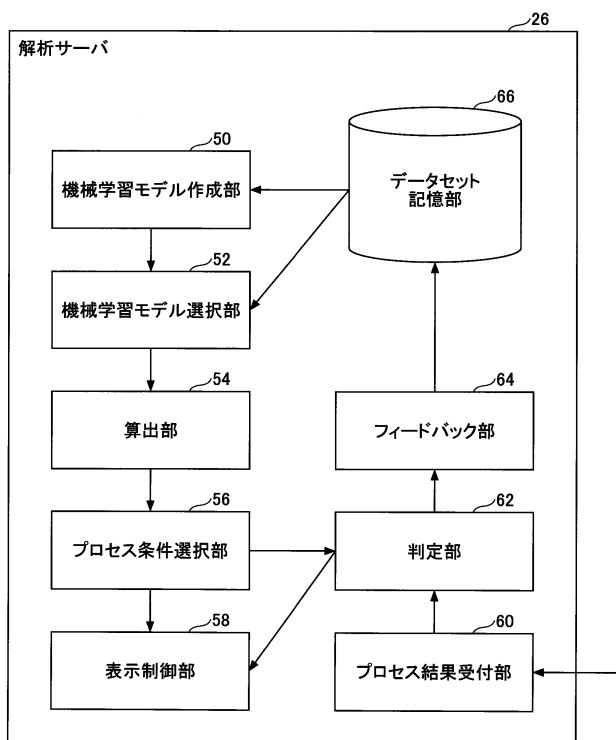 26
解析サーバ
66
データセット
記憶部
50
機械学習モデル作成部
52
機械学習モデル選択部
54
算出部
64
フィードバック部
56
プロセス条件選択部
62
判定部
58
表示制御部
60
プロセス結果受付部